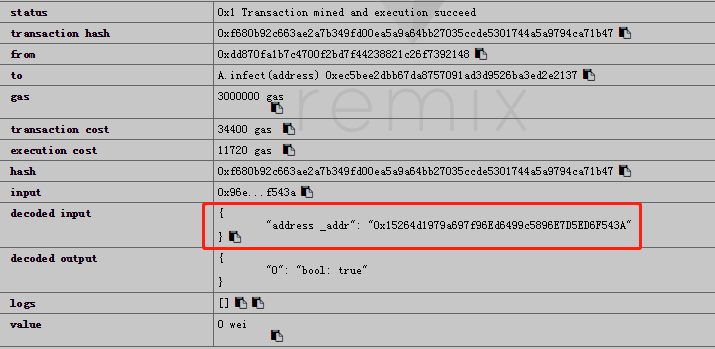 status 0x1 Transaction mined and execution succeed
transaction hash 0xf680b92c663ae2a7b349fd00ea5a9a64bb27035ccde5301744a5a9794ca71b47
from 0xdd870fa1b7c4700f2bd7f44238821c26f7392148
to A.infect(address) 0xec5bee2dbb67da8757091ad3d9526ba3ed2e2137
gas 3000000 gas
transaction cost 34400 gas
execution cost 11720 gas
hash 0xf680b92c663ae2a7b349fd00ea5a9a64bb27035ccde5301744a5a9794ca71b47
input 0x96e...f543a
decoded input {
"address _addr": "0x15264d1979a697f96Ed6499c5896E7D5ED6F543A"
}
decoded output {
"0": "bool: true"
}
logs []
value 0 wei
remix